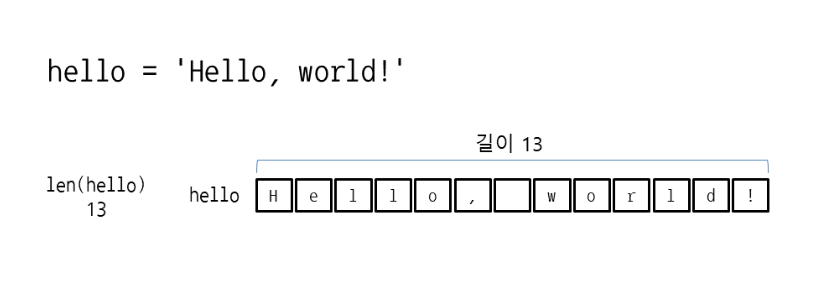 hello = 'Hello, world!'
길이 13
len(hello)
13
hello H e l l o , w o r l d !